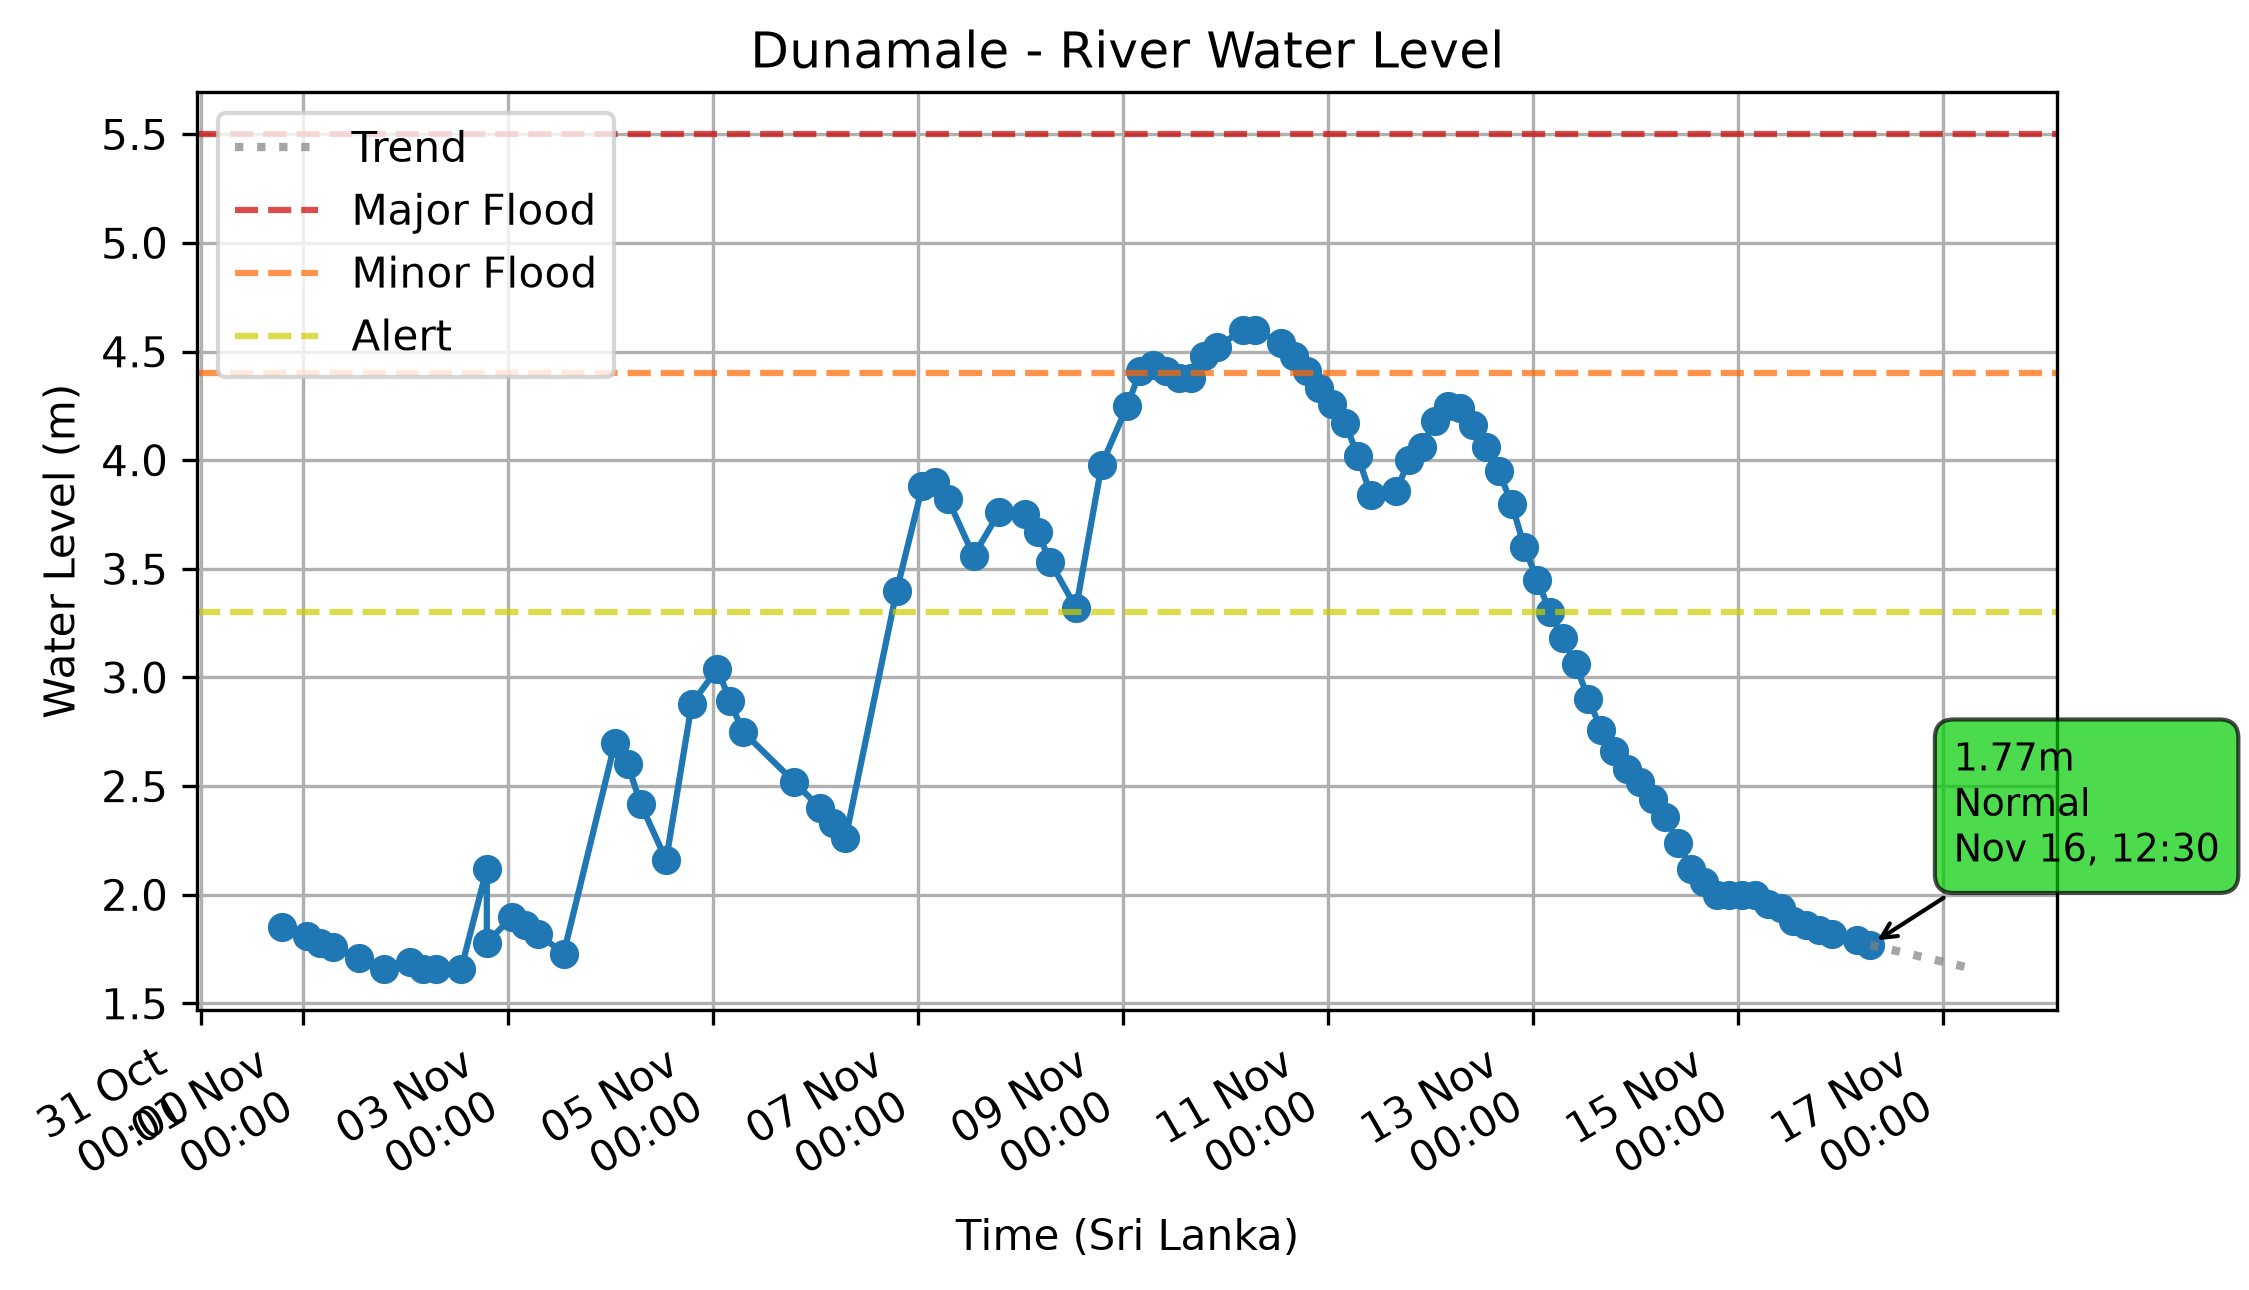 Dunamale - River Water Level
Trend
Major Flood
Minor Flood
Alert
5.5
5.0
4.5
4.0
3.5
3.0
2.5
2.0
1.5
Water Level (m)
1.77m
Normal
Nov 16, 12:30
31 Oct
00:00
01 Nov
00:00
03 Nov
00:00
05 Nov
00:00
07 Nov
00:00
09 Nov
00:00
11 Nov
00:00
13 Nov
00:00
15 Nov
00:00
17 Nov
00:00
Time (Sri Lanka)